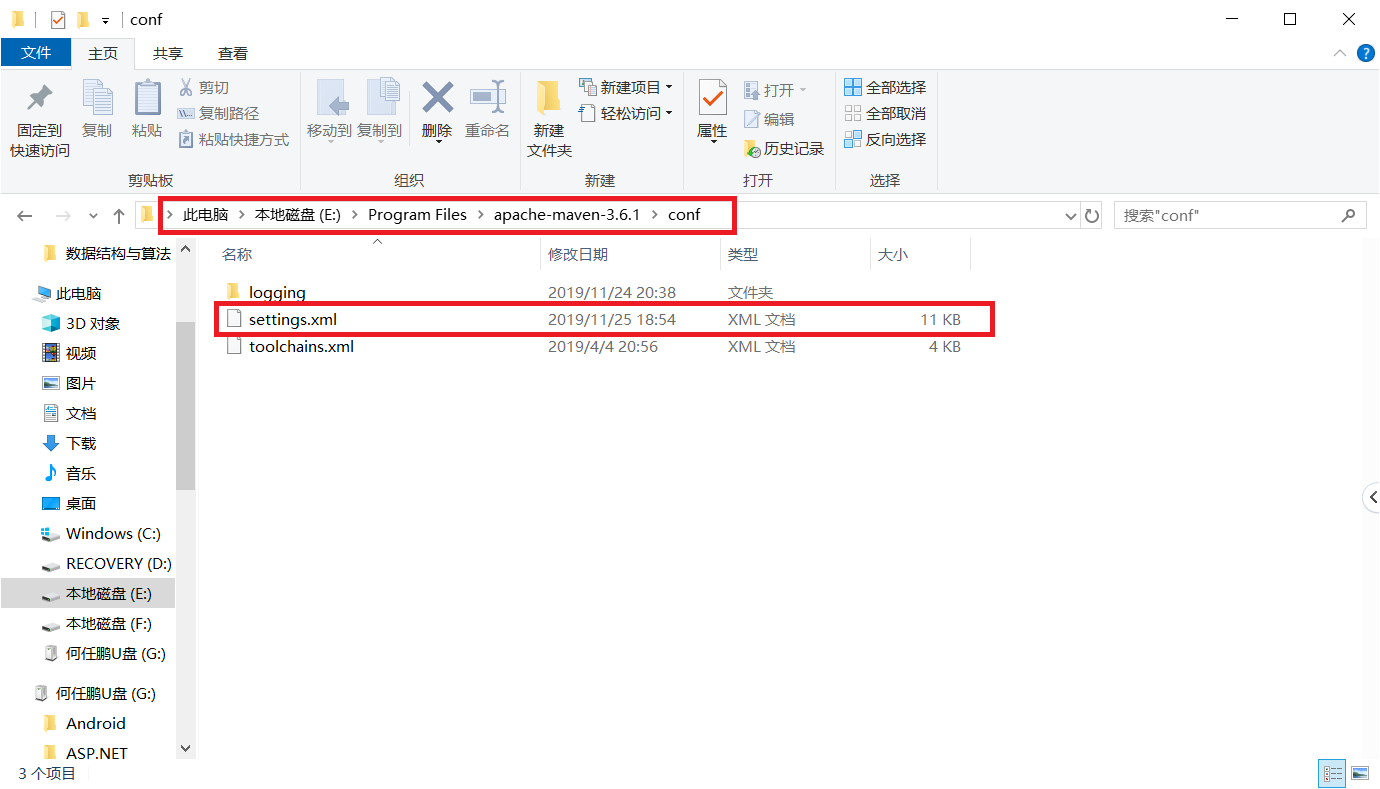 conf
文件 主页 共享 查看
固定到
快速访问
复制
粘贴
剪切
W... 复制路径
粘贴快捷方式
剪贴板
移动到
复制到
删除
重命名
组织
新建
文件夹
新建项目
轻松访问
新建
属性
打开
编辑
历史记录
打开
全部选择
全部取消
反向选择
选择
此电脑 > 本地磁盘 (E:) > Program Files > apache-maven-3.6.1 > conf
搜索"conf"
名称 修改日期 类型 大小
logging 2019/11/24 20:38 文件夹
settings.xml 2019/11/25 18:54 XML 文档 11 KB
toolchains.xml 2019/4/4 20:56 XML 文档 4 KB
数据结构与算法
此电脑
3D 对象
视频
图片
文档
下载
音乐
桌面
Windows (C:)
RECOVERY (D:)
本地磁盘 (E:)
本地磁盘 (F:)
何任鹏U盘 (G:)
何任鹏U盘 (G:)
Android
ASP.NET
3 个项目